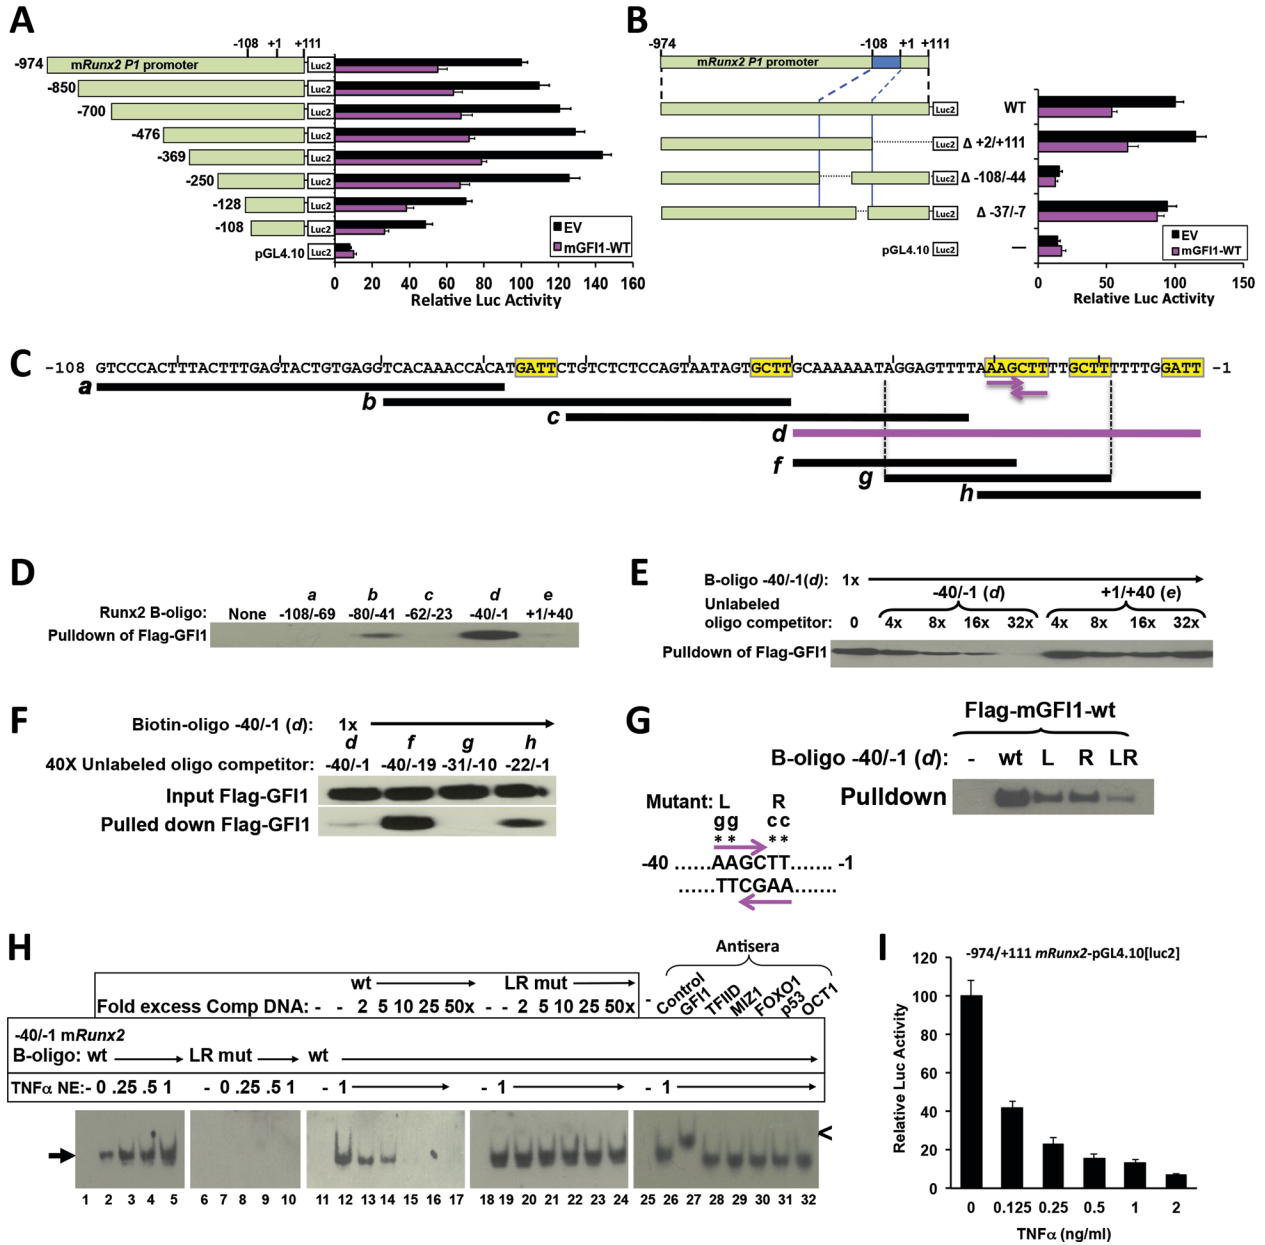 A
-108 +1 +111
-974 mRunx2 P1 promoter Luc2
-850 Luc2
-700 Luc2
-476 Luc2
-369 Luc2
-250 Luc2
-128 Luc2
-108 Luc2
pGL4.10 Luc2
EV
mGFI1-WT
0 20 40 60 80 100 120 140 160
Relative Luc Activity
B
-974 -108 +1 +111
mRunx2 P1 promoter
Luc2 WT
Luc2 Δ +2/+111
Luc2 Δ -108/-44
Luc2 Δ -37/-7
pGL4.10 Luc2 —
EV
mGFI1-WT
0 50 100 150
Relative Luc Activity
C
-108 GTCCCACTTTACTTTGAGTACTGTGAGGTCACAAACCACATGATTCTGTCTCTCCAGTAATAGTGCTTGCAAAAAATAGGAGTTTTAAAGCTTTTGCTTTTTTGGATT -1
a
b
c
d
f
g
h
D
a b c d e
Runx2 B-oligo: None -108/-69 -80/-41 -62/-23 -40/-1 +1/+40
Pulldown of Flag-GFI1
E
B-oligo -40/-1(d): 1x
Unlabeled -40/-1 (d) +1/+40 (e)
oligo competitor: 0 4x 8x 16x 32x 4x 8x 16x 32x
Pulldown of Flag-GFI1
F
Biotin-oligo -40/-1 (d): 1x
d f g h
40X Unlabeled oligo competitor: -40/-1 -40/-19 -31/-10 -22/-1
Input Flag-GFI1
Pulled down Flag-GFI1
G
Flag-mGFI1-wt
B-oligo -40/-1 (d): - wt L R LR
Pulldown
Mutant: L R
gg cc
** **
-40 ......AAGCTT....... -1
......TTCGAA.......
H
Antisera
wt LR mut
Fold excess Comp DNA: - - 2 5 10 25 50x - - 2 5 10 25 50x - Control GFI1 TFIID MIZ1 FOXO1 p53 OCT1
-40/-1 mRunx2
B-oligo: wt LR mut wt
TNFα NE: - 0 .25 .5 1 - 0 .25 .5 1 - 1 - 1 - 1
<
1 2 3 4 5 6 7 8 9 10 11 12 13 14 15 16 17 18 19 20 21 22 23 24 25 26 27 28 29 30 31 32
I
-974/+111 mRunx2-pGL4.10[luc2]
120
100
80
60
40
20
0
Relative Luc Activity
0 0.125 0.25 0.5 1 2
TNFα (ng/ml)